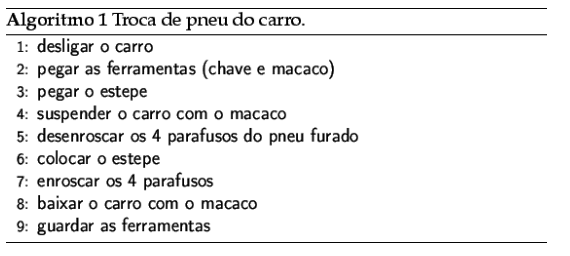 Algoritmo 1 Troca de pneu do carro.
1: desligar o carro
2: pegar as ferramentas (chave e macaco)
3: pegar o estepe
4: suspender o carro com o macaco
5: desenroscar os 4 parafusos do pneu furado
6: colocar o estepe
7: enroscar os 4 parafusos
8: baixar o carro com o macaco
9: guardar as ferramentas